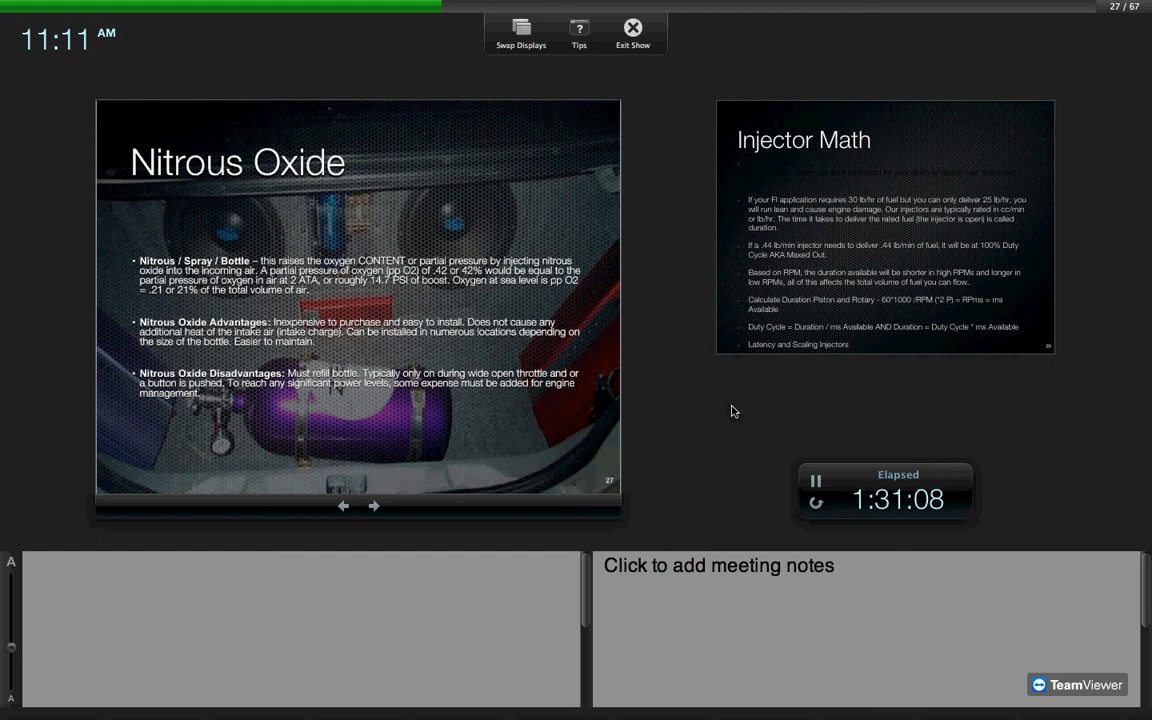 27 / 67
11:11 AM
Swap Displays
Tips
Exit Show
Nitrous Oxide
• Nitrous / Spray / Bottle – this raises the oxygen CONTENT or partial pressure by injecting nitrous
oxide into the incoming air. A partial pressure of oxygen (pp O2) of .42 or 42% would be equal to the
partial pressure of oxygen in air at 2 ATA, or roughly 14.7 PSI of boost. Oxygen at sea level is pp O2
= .21 or 21% of the total volume of air.
• Nitrous Oxide Advantages: Inexpensive to purchase and easy to install. Does not cause any
additional heat of the intake air (intake charge). Can be installed in numerous locations depending on
the size of the bottle. Easier to maintain.
• Nitrous Oxide Disadvantages: Must refill bottle. Typically only on during wide open throttle and or
a button is pushed. To reach any significant power levels, some expense must be added for engine
management.
27
Injector Math
If your FI application requires 30 lb/hr of fuel but you can only deliver 25 lb/hr, you
will run lean and cause engine damage. Our injectors are typically rated in cc/min
or lb/hr. The time it takes to deliver the rated fuel (the injector is open) is called
duration.
If a .44 lb/min injector needs to deliver .44 lb/min of fuel, it will be at 100% Duty
Cycle AKA Maxed Out.
Based on RPM, the duration available will be shorter in high RPMs and longer in
low RPMs, all of this affects the total volume of fuel you can flow.
Calculate Duration Piston and Rotary - 60*1000 /RPM (*2 P) = RPms = ms
Available
Duty Cycle = Duration / ms Available AND Duration = Duty Cycle * ms Available
Latency and Scaling Injectors
Elapsed
1:31:08
A
A
Click to add meeting notes
TeamViewer